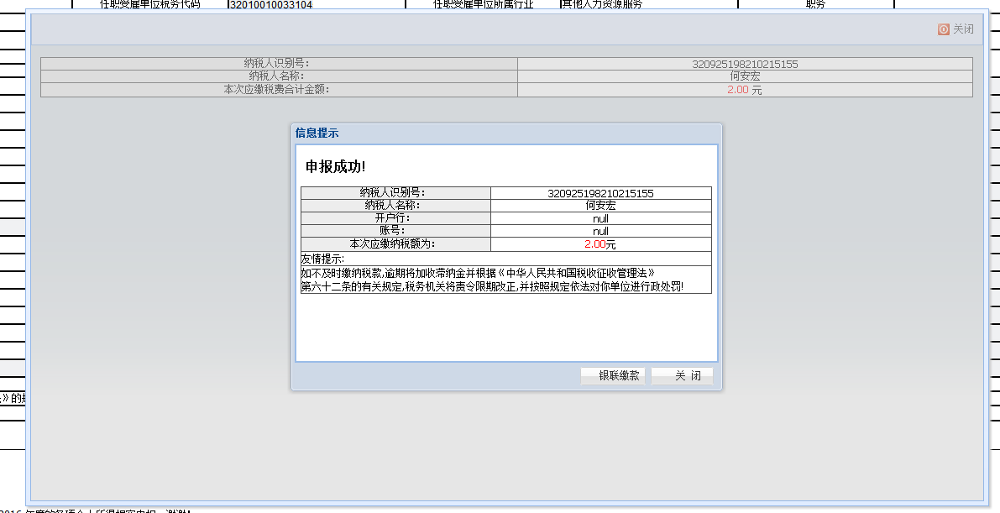 任职受雇单位税务代码 32010010033104 任职受雇单位所属行业 其他人力资源服务 职务
关闭
纳税人识别号： 320925198210215155
纳税人名称： 何安宏
本次应缴税费合计金额： 2.00 元
信息提示
申报成功!
纳税人识别号： 320925198210215155
纳税人名称： 何安宏
开户行： null
账号： null
本次应缴纳税额为： 2.00元
友情提示:
如不及时缴纳税款,逾期将加收滞纳金并根据《中华人民共和国税收征收管理法》
第六十二条的有关规定,税务机关将责令限期改正,并按照规定依法对你单位进行政处罚!
银联缴款 关 闭
》的